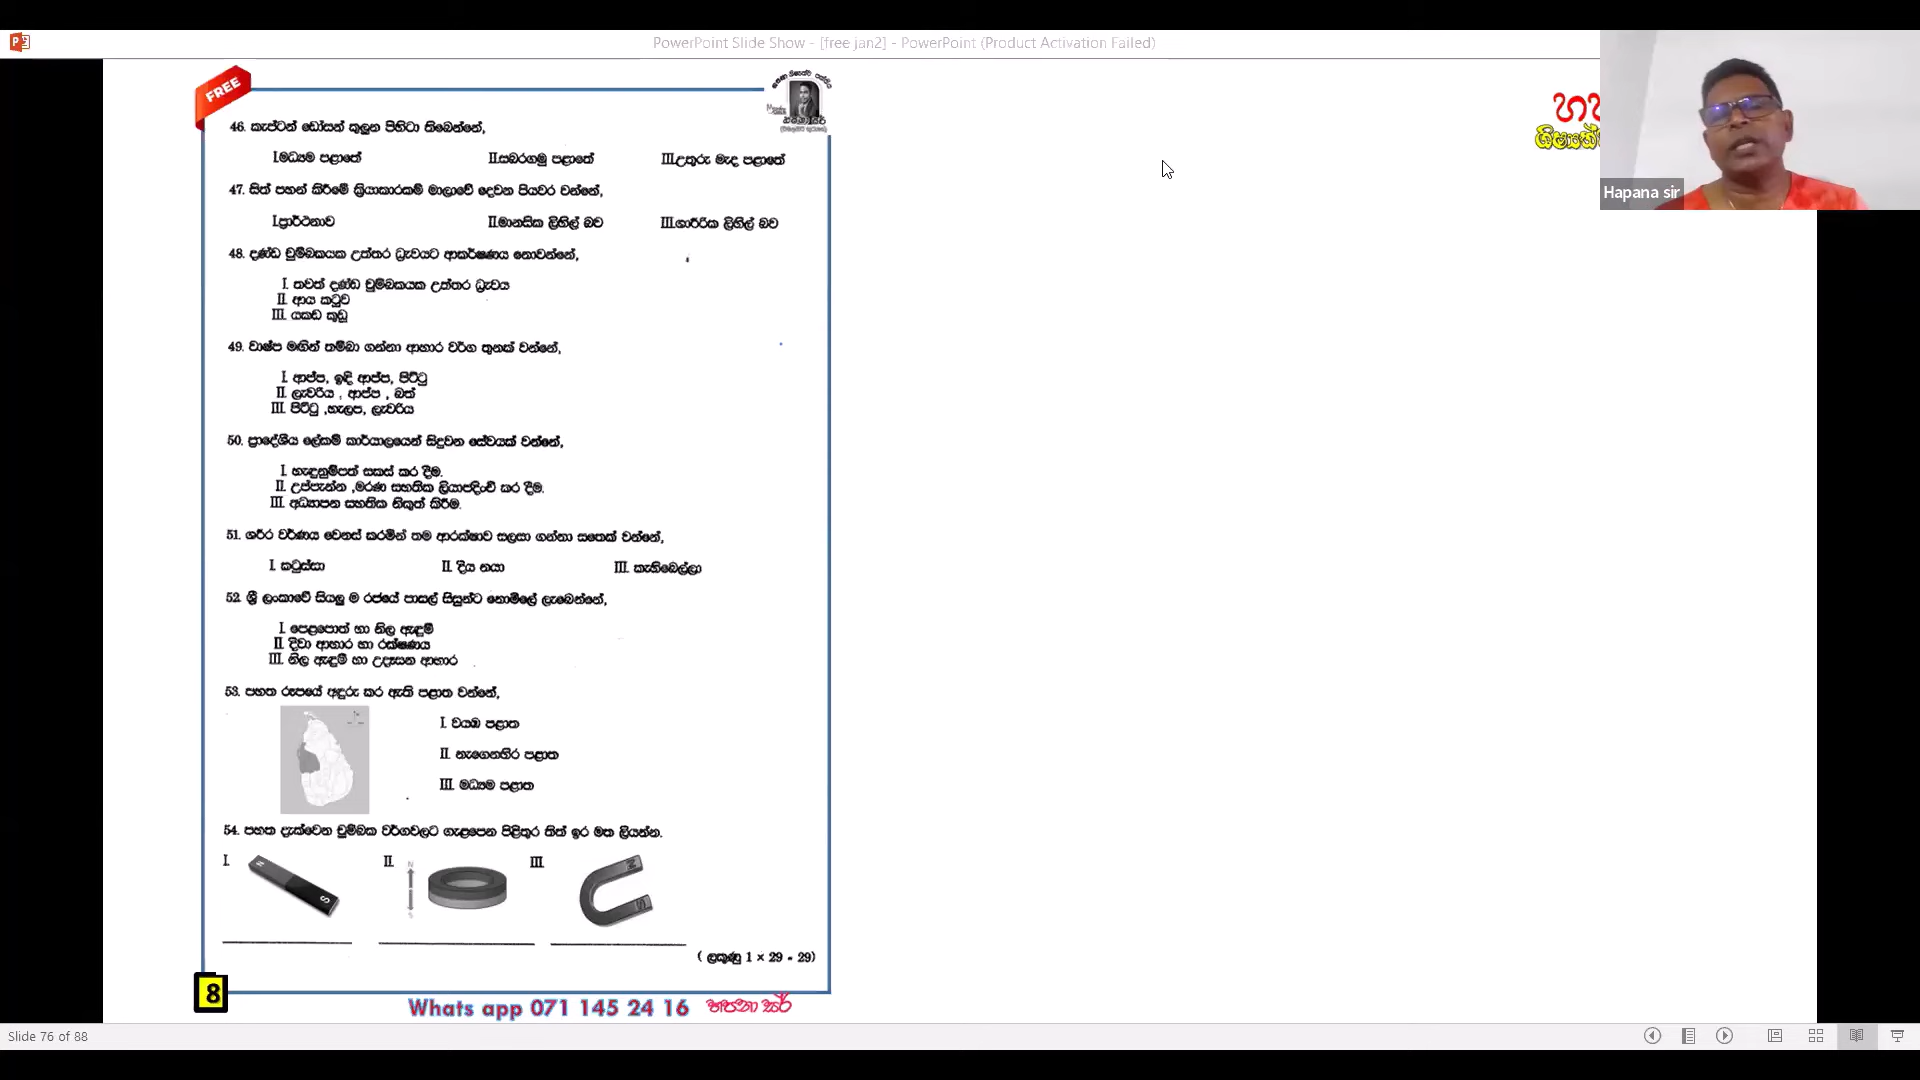 PowerPoint Slide Show - [free jan2] - PowerPoint (Product Activation Failed)
FREE
46. කැප්ටන් ඩෝසන් කුලුන පිහිටා තිබෙන්නේ,
I.මධ්‍යම පළාතේ II.සබරගමු පළාතේ III.උතුරු මැද පළාතේ
47. සිත් පහන් කිරීමේ ක්‍රියාකාරකම් මාලාවේ දෙවන පියවර වන්නේ,
I.ප්‍රාර්ථනාව II.මානසික ලිහිල් බව III.ශාරීරික ලිහිල් බව
48. දණ්ඩ චුම්බකයක උත්තර ධ්‍රැවයට ආකර්ෂණය නොවන්නේ,
I. තවත් දණ්ඩ චුම්බකයක උත්තර ධ්‍රැවය
II. ආය කටුව
III. යකඩ කුඩු
49. වාෂ්ප මඟින් තම්බා ගන්නා ආහාර වර්ග තුනක් වන්නේ,
I. ආප්ප, ඉඳි ආප්ප, පිට්ටු
II. ලැවරිය , ආප්ප , බත්
III. පිට්ටු ,හැලප, ලැවරිය
50. ප්‍රාදේශීය ලේකම් කාර්යාලයෙන් සිදුවන සේවයක් වන්නේ,
I. හැඳුනුම්පත් සකස් කර දීම.
II. උප්පැන්න ,මරණ සහතික ලියාපදිංචි කර දීම.
III. අධ්‍යාපන සහතික නිකුත් කිරීම.
51. ශරීර වර්ණය වෙනස් කරමින් තම ආරක්ෂාව සලසා ගන්නා සතෙක් වන්නේ,
I. කටුස්සා II. දිය නයා III. කැහිබෙල්ලා
52. ශ්‍රී ලංකාවේ සියලු ම රජයේ පාසල් සිසුන්ට නොමිලේ ලැබෙන්නේ,
I. පෙළපොත් හා නිල ඇඳුම්
II. දිවා ආහාර හා රක්ෂණය
III. නිල ඇඳුම් හා උදෑසන ආහාර
53. පහත රූපයේ අඳුරු කර ඇති පළාත වන්නේ,
I. වයඹ පළාත
II. නැගෙනහිර පළාත
III. මධ්‍යම පළාත
54. පහත දැක්වෙන චුම්බක වර්ගවලට ගැළපෙන පිළිතුර තිත් ඉර මත ලියන්න.
I. II. III.
N S N S
( ලකුණු 1 × 29 - 29)
8
Whats app 071 145 24 16 හපනා සර්
Hapana sir
Slide 76 of 88